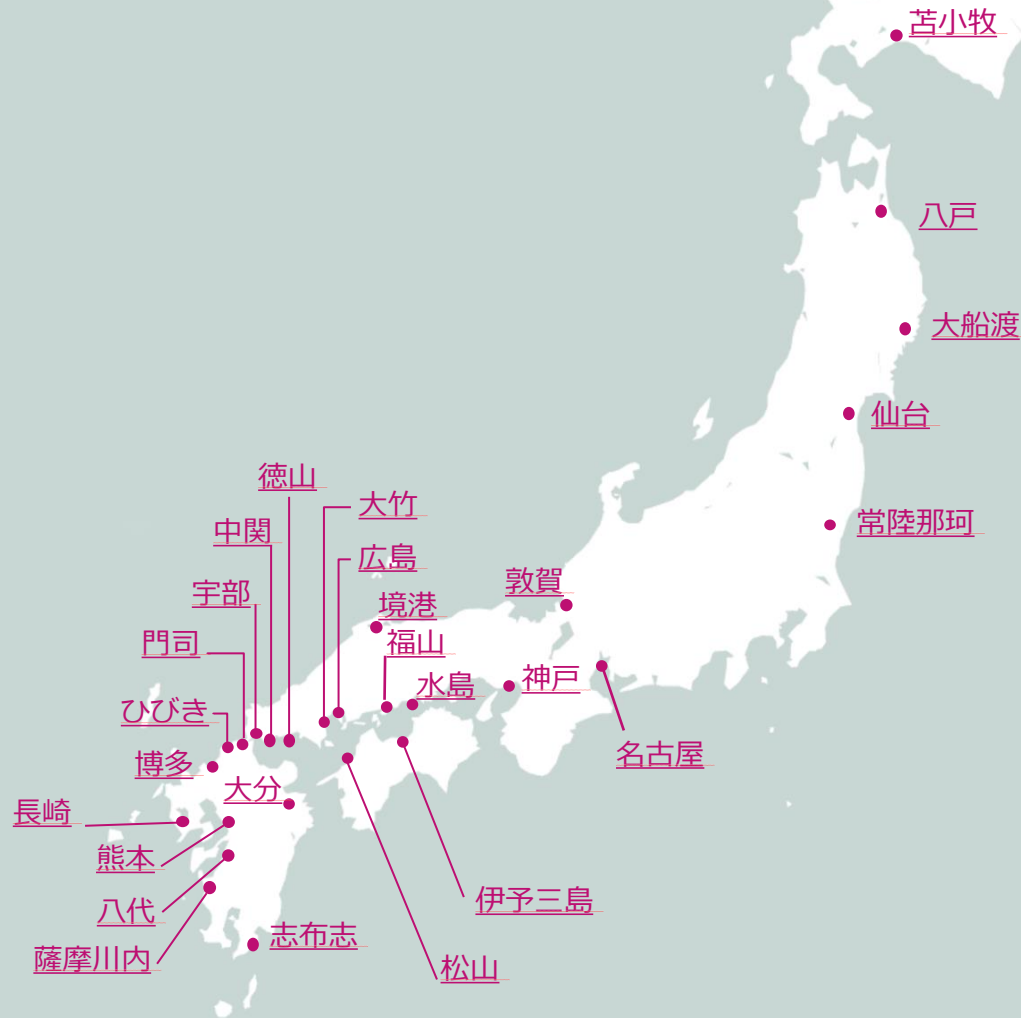 苫小牧
八戸
大船渡
仙台
常陸那珂
徳山
大竹
中関
広島
敦賀
宇部
境港
門司
福山
水島
神戸
ひびき
名古屋
博多
大分
長崎
熊本
伊予三島
八代
志布志
薩摩川内
松山